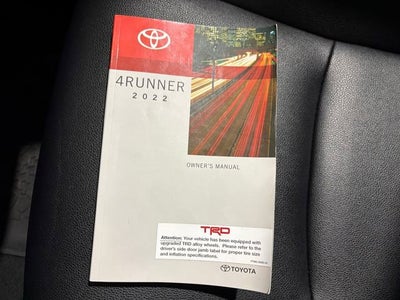 4RUNNER
2022
OWNER'S MANUAL
TRD
Attention: Your vehicle has been equipped with
upgraded TRD alloy wheels. Please refer to the
driver's side door jamb label for proper tire size
and inflation specifications.
TOYOTA